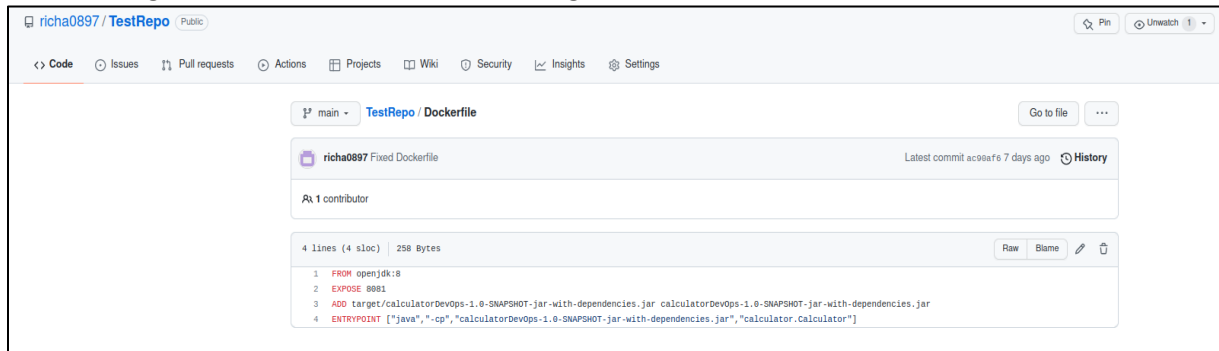 richa0897 / TestRepo Public
Pin
Unwatch 1
<> Code Issues Pull requests Actions Projects Wiki Security Insights Settings
main TestRepo / Dockerfile Go to file ...
richa0897 Fixed Dockerfile Latest commit ac90af6 7 days ago History
1 contributor
4 lines (4 sloc) 258 Bytes Raw Blame
1 FROM openjdk:8
2 EXPOSE 8081
3 ADD target/calculatorDevOps-1.0-SNAPSHOT-jar-with-dependencies.jar calculatorDevOps-1.0-SNAPSHOT-jar-with-dependencies.jar
4 ENTRYPOINT ["java","-cp","calculatorDevOps-1.0-SNAPSHOT-jar-with-dependencies.jar","calculator.Calculator"]